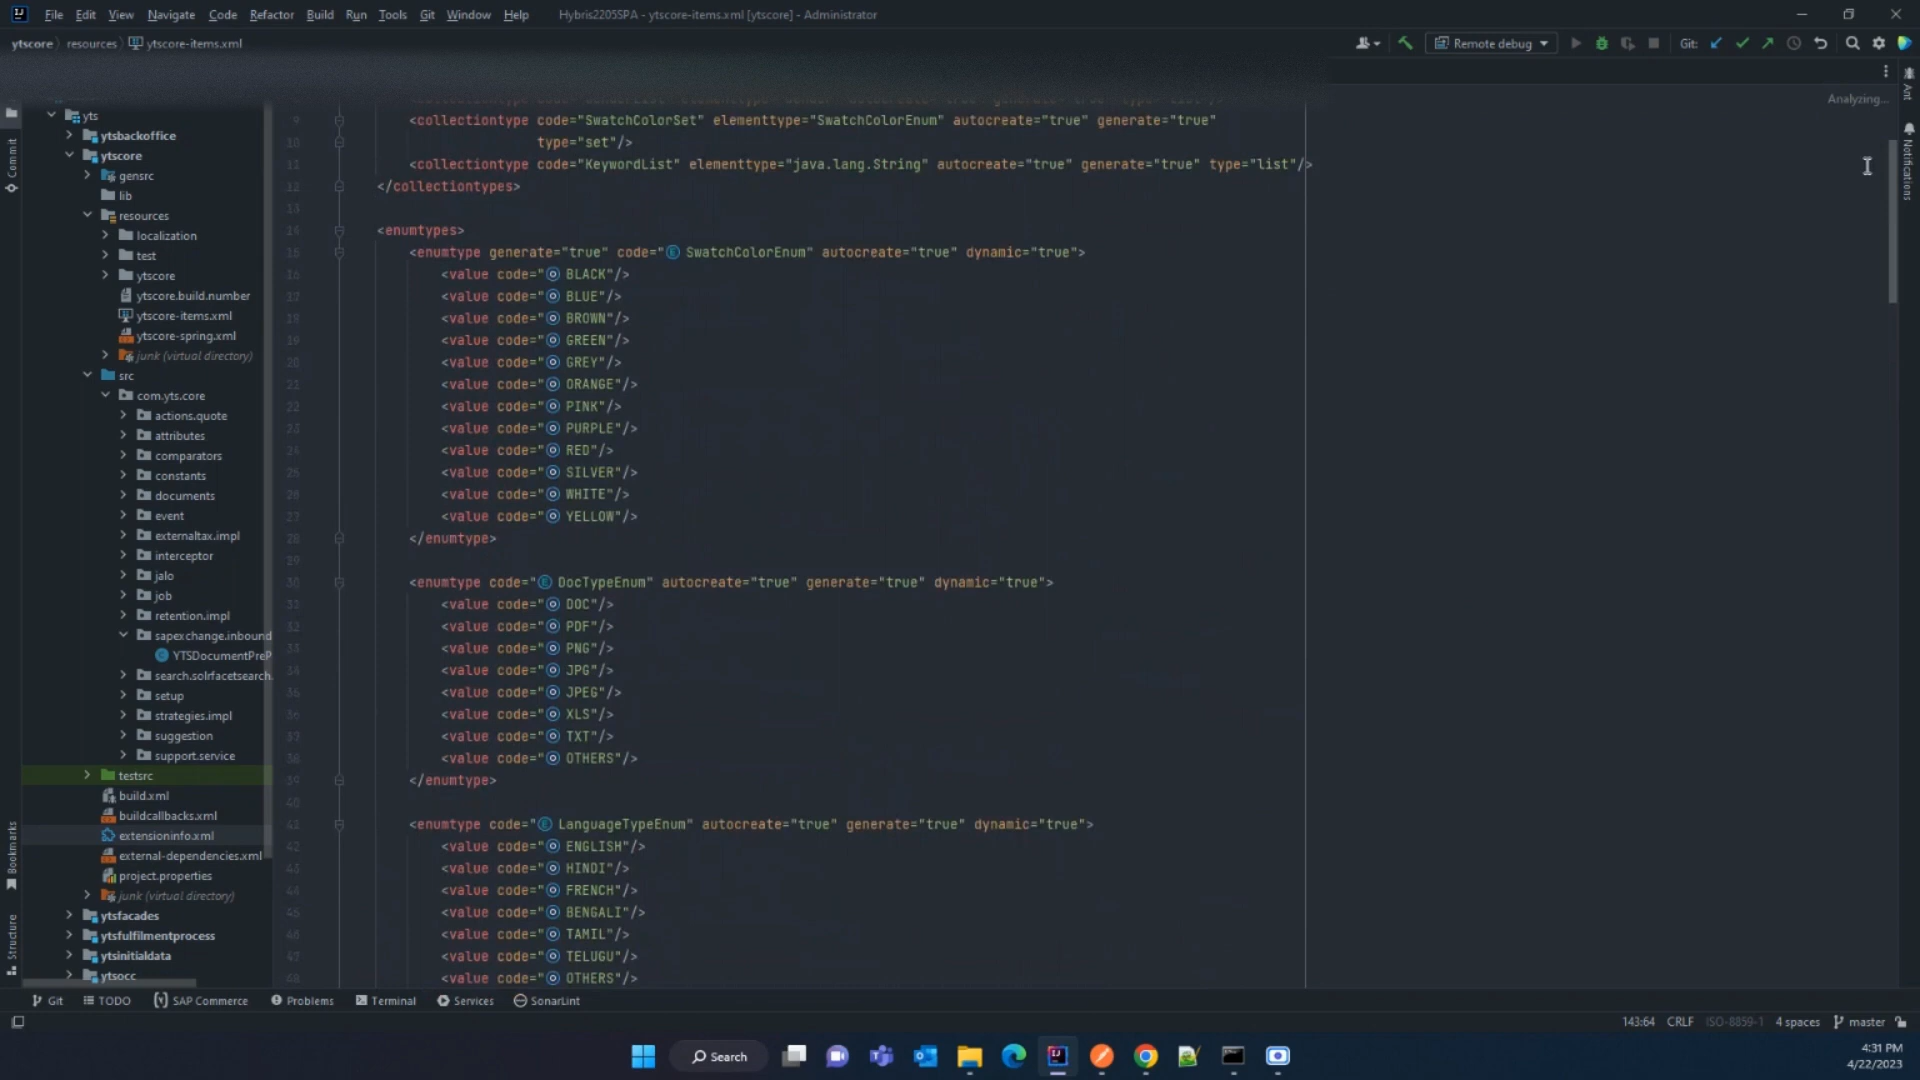 File Edit View Navigate Code Refactor Build Run Tools Git Window Help Hybris2205SPA - ytscore-items.xml [ytscore] - Administrator
ytscore resources ytscore-items.xml Remote debug Git:
Analyzing...
Ant
Notifications
Commit
Bookmarks
Structure
yts
ytsbackoffice
ytscore
gensrc
lib
resources
localization
test
ytscore
ytscore.build.number
ytscore-items.xml
ytscore-spring.xml
junk (virtual directory)
src
com.yts.core
actions.quote
attributes
comparators
constants
documents
event
externaltax.impl
interceptor
jalo
job
retention.impl
sapexchange.inbound
YTSDocumentPreP
search.solrfacetsearch.
setup
strategies.impl
suggestion
support.service
testsrc
build.xml
buildcallbacks.xml
extensioninfo.xml
external-dependencies.xml
project.properties
junk (virtual directory)
ytsfacades
ytsfulfilmentprocess
ytsinitialdata
ytsocc
<collectiontype code="SwatchColorSet" elementtype="SwatchColorEnum" autocreate="true" generate="true"
type="set"/>
<collectiontype code="KeywordList" elementtype="java.lang.String" autocreate="true" generate="true" type="list"/>
</collectiontypes>
<enumtypes>
<enumtype generate="true" code="SwatchColorEnum" autocreate="true" dynamic="true">
<value code="BLACK"/>
<value code="BLUE"/>
<value code="BROWN"/>
<value code="GREEN"/>
<value code="GREY"/>
<value code="ORANGE"/>
<value code="PINK"/>
<value code="PURPLE"/>
<value code="RED"/>
<value code="SILVER"/>
<value code="WHITE"/>
<value code="YELLOW"/>
</enumtype>
<enumtype code="DocTypeEnum" autocreate="true" generate="true" dynamic="true">
<value code="DOC"/>
<value code="PDF"/>
<value code="PNG"/>
<value code="JPG"/>
<value code="JPEG"/>
<value code="XLS"/>
<value code="TXT"/>
<value code="OTHERS"/>
</enumtype>
<enumtype code="LanguageTypeEnum" autocreate="true" generate="true" dynamic="true">
<value code="ENGLISH"/>
<value code="HINDI"/>
<value code="FRENCH"/>
<value code="BENGALI"/>
<value code="TAMIL"/>
<value code="TELUGU"/>
<value code="OTHERS"/>
Git TODO SAP Commerce Problems Terminal Services SonarLint
143:64 CRLF ISO-8859-1 4 spaces master
Search
4:31 PM
4/22/2023